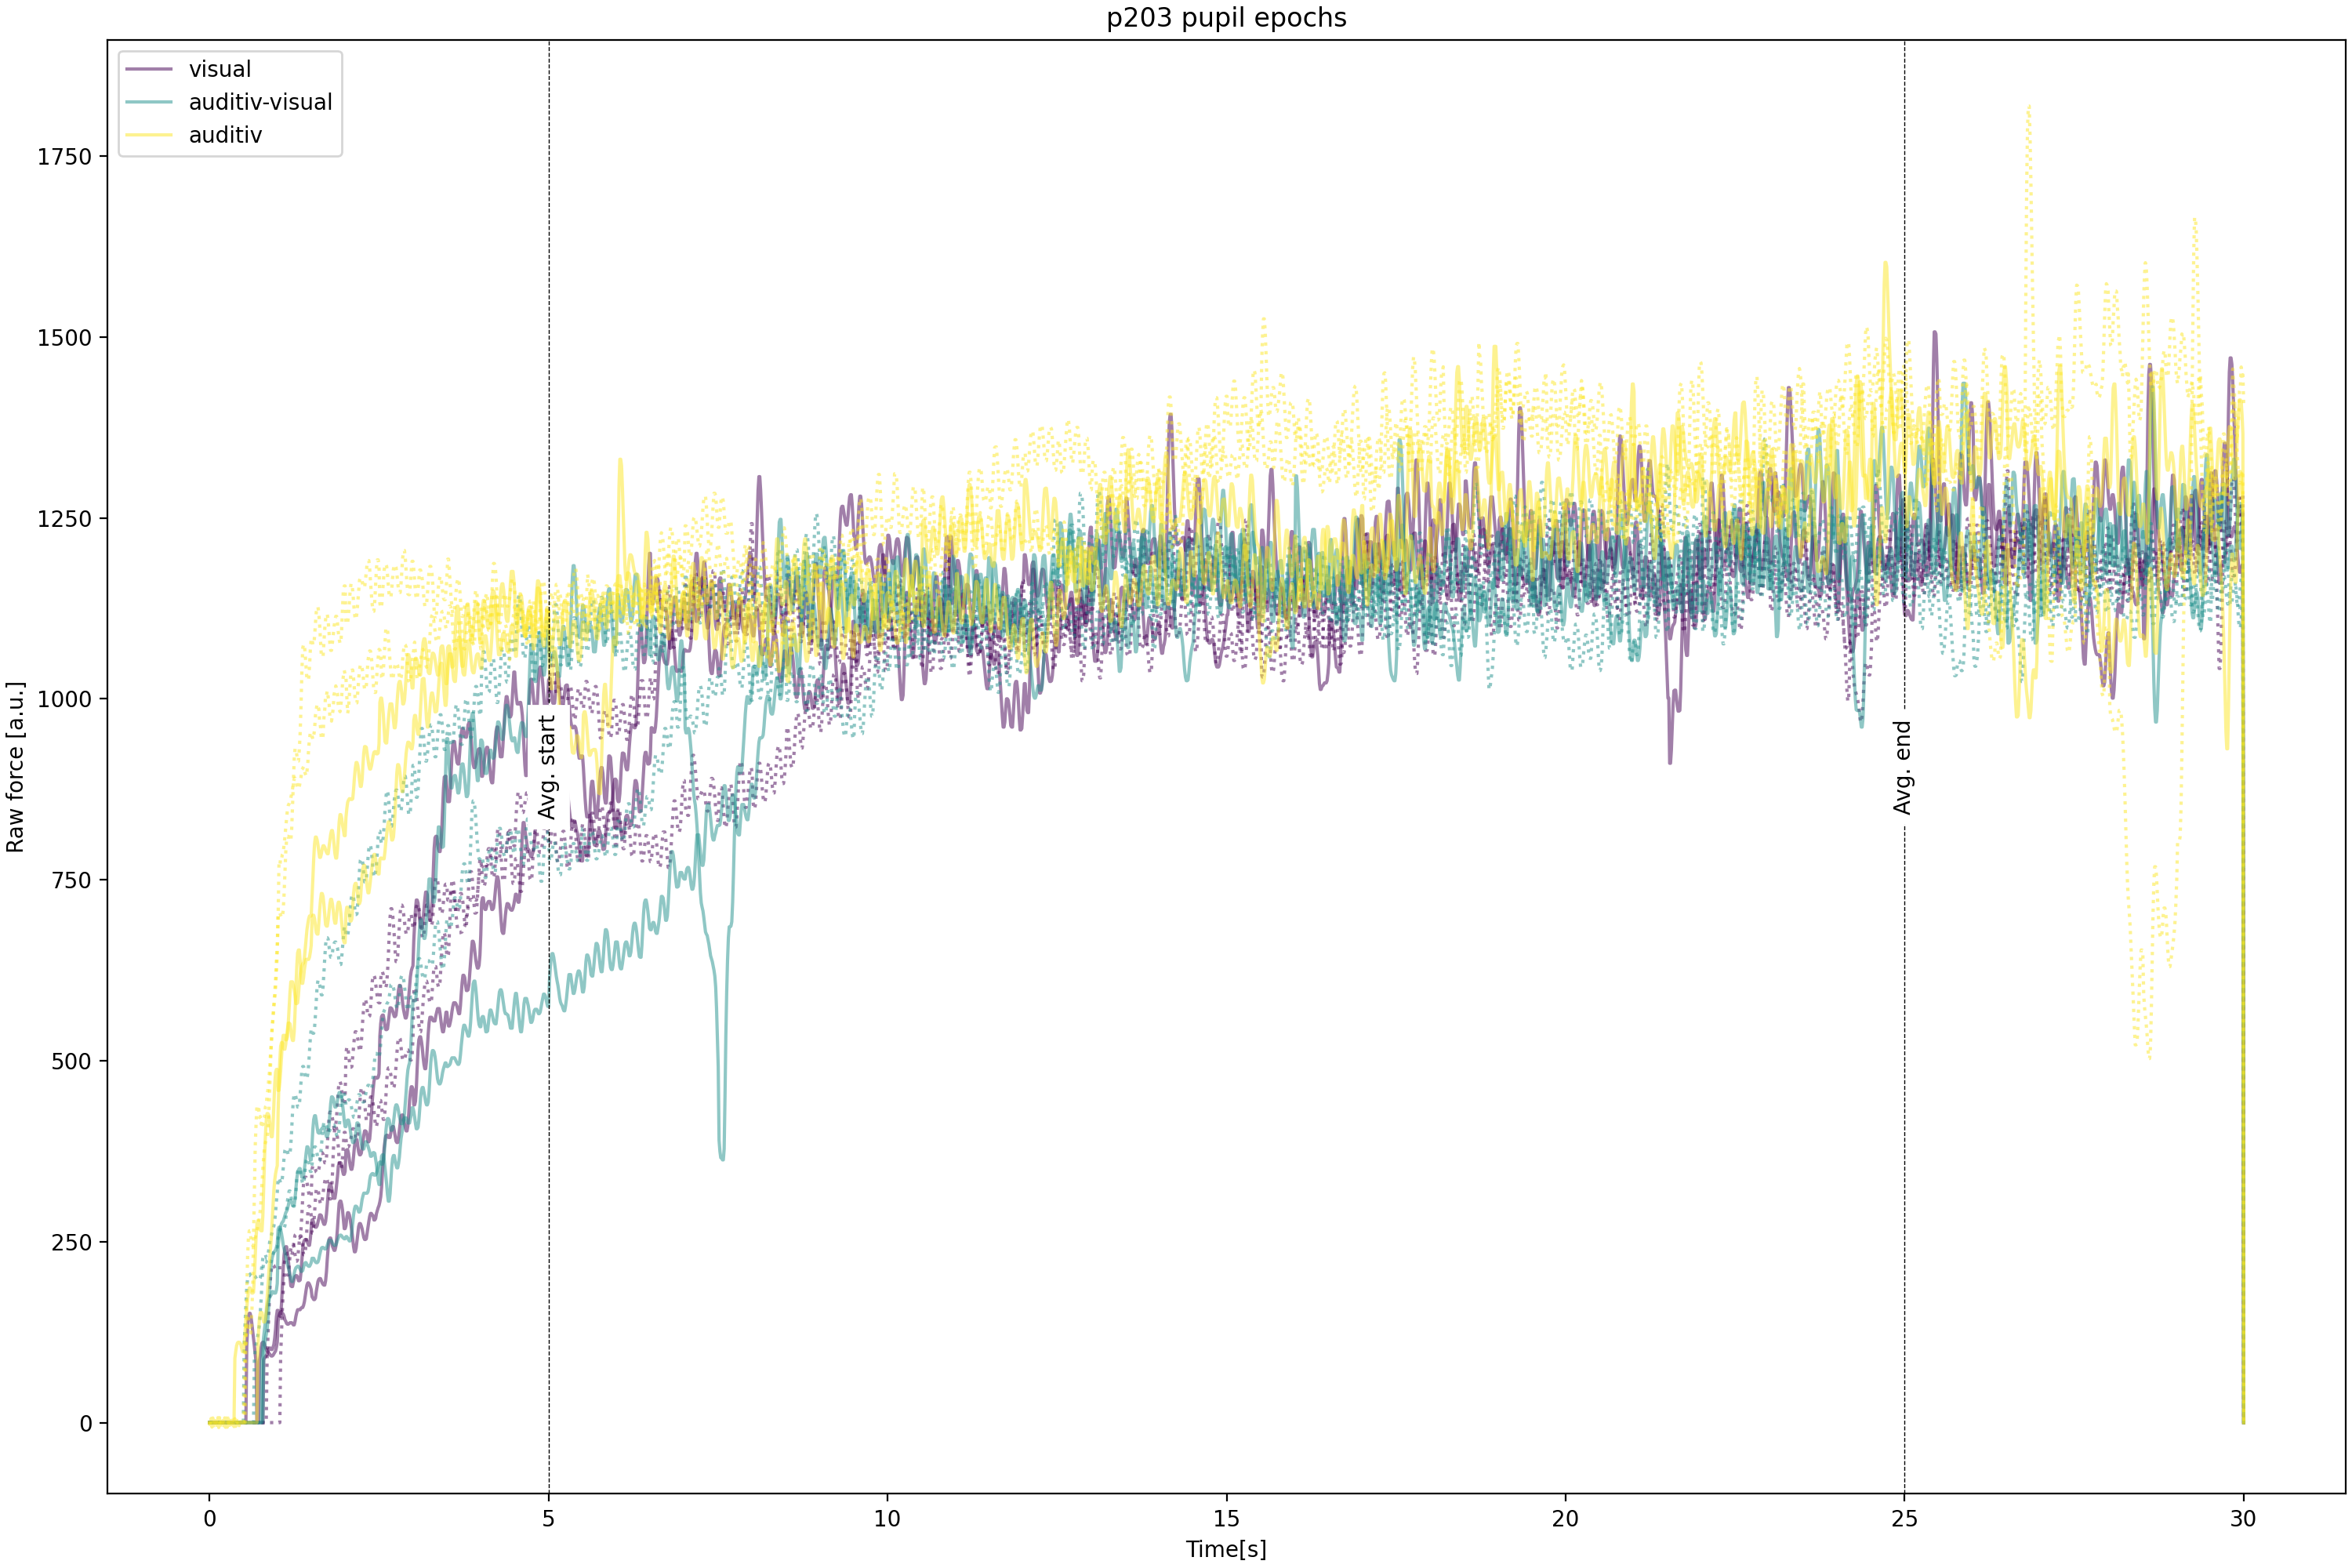 p203 pupil epochs
visual
auditiv-visual
auditiv
Raw force [a.u.]
1750
1500
1250
1000
750
500
250
0
Avg. start
Avg. end
0
5
10
15
20
25
30
Time[s]